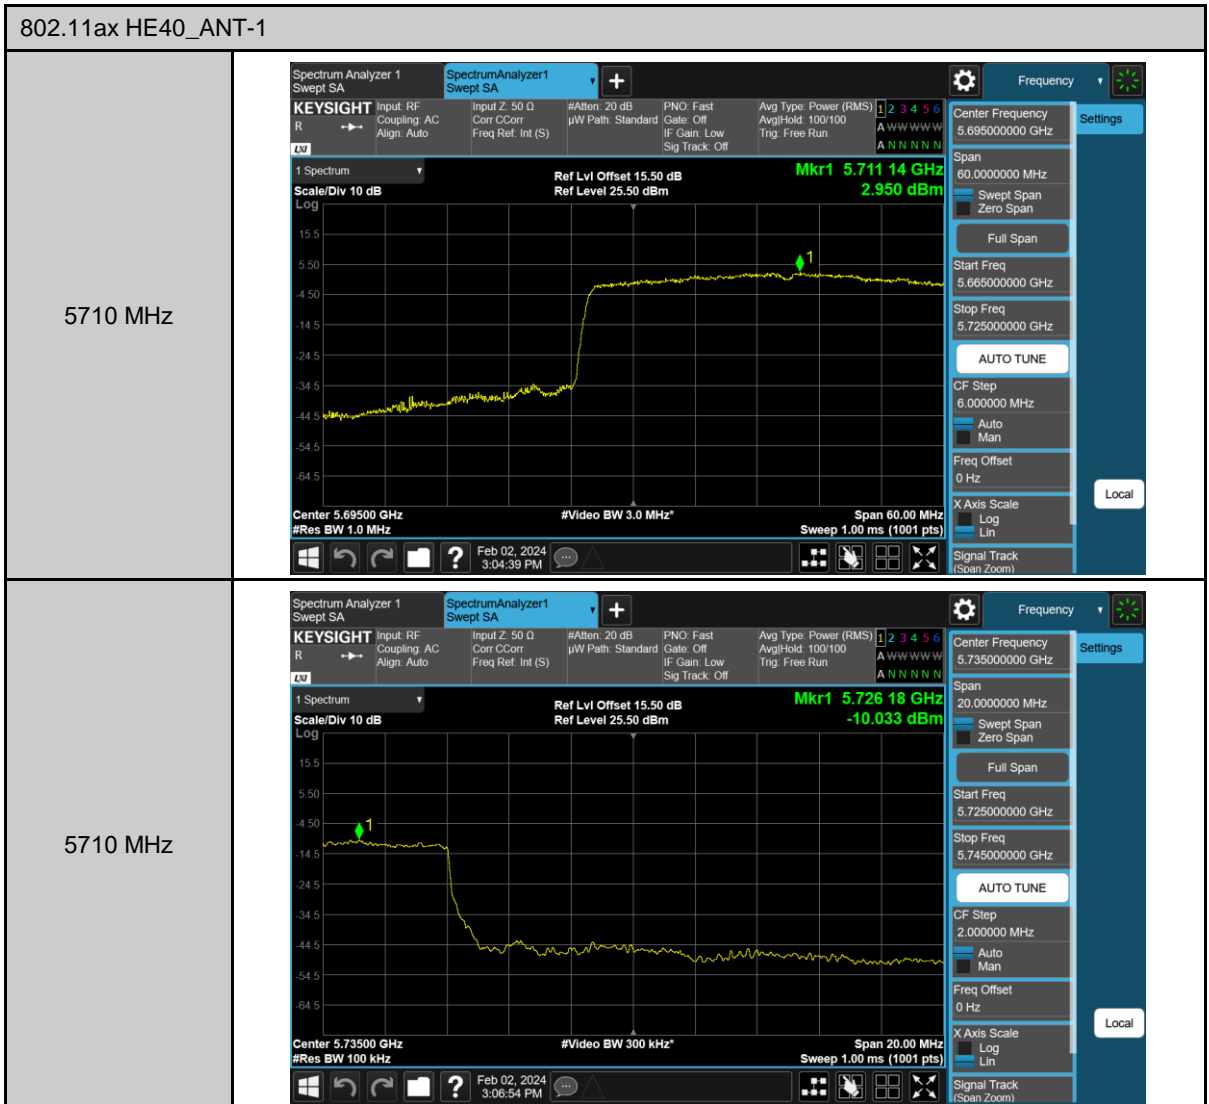 802.11ax HE40_ANT-1
5710 MHz
Spectrum Analyzer 1
Swept SA
SpectrumAnalyzer1
Swept SA
Frequency
KEYSIGHT
R
LXI
Input: RF
Coupling: AC
Align: Auto
Input Z: 50 Ω
Corr CCorr
Freq Ref: Int (S)
#Atten: 20 dB
µW Path: Standard
PNO: Fast
Gate: Off
IF Gain: Low
Sig Track: Off
Avg Type: Power (RMS)
Avg|Hold: 100/100
Trig: Free Run
1 2 3 4 5 6
A W W W W W
A N N N N N
1 Spectrum
Scale/Div 10 dB
Log
Ref Lvl Offset 15.50 dB
Ref Level 25.50 dBm
Mkr1 5.711 14 GHz
2.950 dBm
15.5
5.50
-4.50
-14.5
-24.5
-34.5
-44.5
-54.5
-64.5
1
Center 5.69500 GHz
#Res BW 1.0 MHz
#Video BW 3.0 MHz*
Span 60.00 MHz
Sweep 1.00 ms (1001 pts)
?
Feb 02, 2024
3:04:39 PM
Center Frequency
5.695000000 GHz
Span
60.0000000 MHz
Swept Span
Zero Span
Full Span
Start Freq
5.665000000 GHz
Stop Freq
5.725000000 GHz
AUTO TUNE
CF Step
6.000000 MHz
Auto
Man
Freq Offset
0 Hz
X Axis Scale
Log
Lin
Signal Track
(Span Zoom)
Settings
Local
5710 MHz
Spectrum Analyzer 1
Swept SA
SpectrumAnalyzer1
Swept SA
Frequency
KEYSIGHT
R
LXI
Input: RF
Coupling: AC
Align: Auto
Input Z: 50 Ω
Corr CCorr
Freq Ref: Int (S)
#Atten: 20 dB
µW Path: Standard
PNO: Fast
Gate: Off
IF Gain: Low
Sig Track: Off
Avg Type: Power (RMS)
Avg|Hold: 100/100
Trig: Free Run
1 2 3 4 5 6
A W W W W W
A N N N N N
1 Spectrum
Scale/Div 10 dB
Log
Ref Lvl Offset 15.50 dB
Ref Level 25.50 dBm
Mkr1 5.726 18 GHz
-10.033 dBm
15.5
5.50
-4.50
-14.5
-24.5
-34.5
-44.5
-54.5
-64.5
1
Center 5.73500 GHz
#Res BW 100 kHz
#Video BW 300 kHz*
Span 20.00 MHz
Sweep 1.00 ms (1001 pts)
?
Feb 02, 2024
3:06:54 PM
Center Frequency
5.735000000 GHz
Span
20.0000000 MHz
Swept Span
Zero Span
Full Span
Start Freq
5.725000000 GHz
Stop Freq
5.745000000 GHz
AUTO TUNE
CF Step
2.000000 MHz
Auto
Man
Freq Offset
0 Hz
X Axis Scale
Log
Lin
Signal Track
(Span Zoom)
Settings
Local